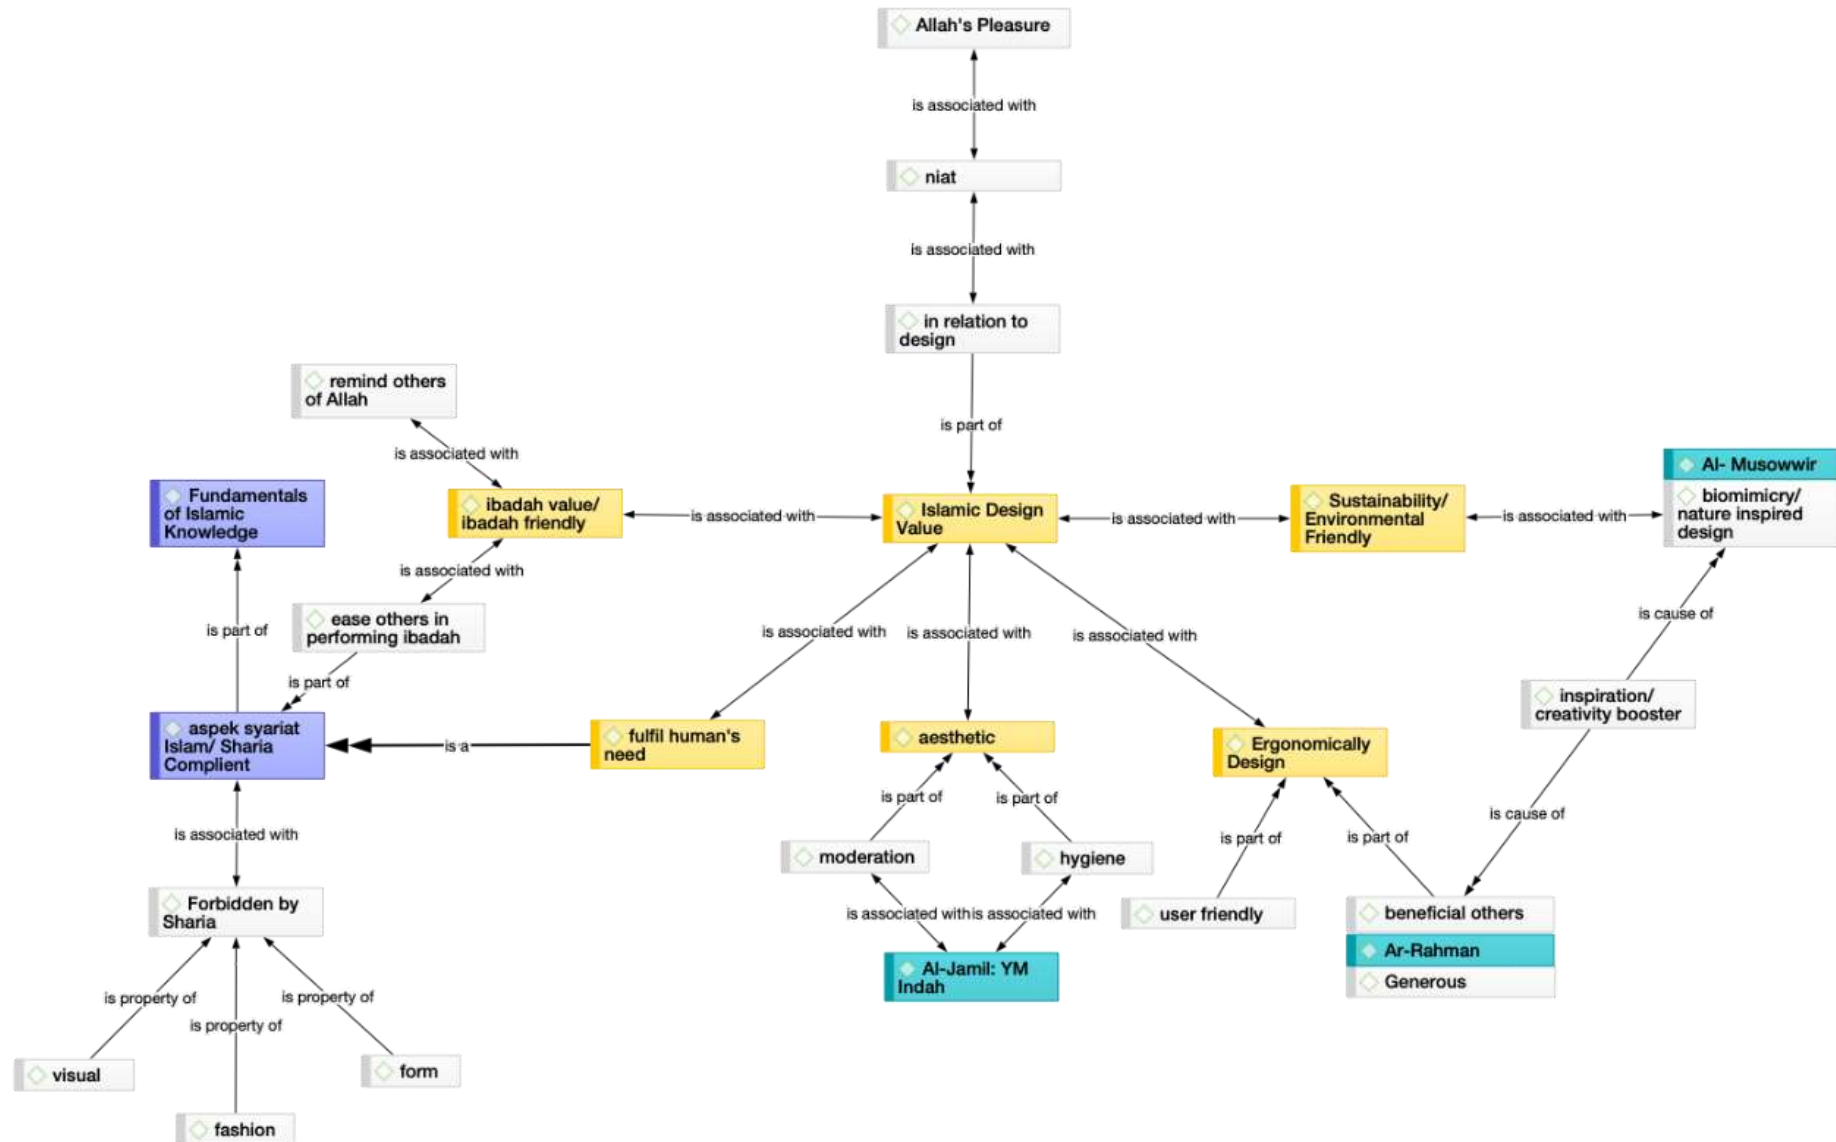 Allah's Pleasure
is associated with
niat
is associated with
in relation to
design
is part of
remind others
of Allah
is associated with
Fundamentals
of Islamic
Knowledge
ibadah value/
ibadah friendly
is associated with
Islamic Design
Value
is associated with
Sustainability/
Environmental
Friendly
is associated with
Al- Musowwir
biomimicry/
nature inspired
design
is associated with
is part of
ease others in
performing ibadah
is part of
is associated with
is associated with
is associated with
is cause of
inspiration/
creativity booster
aspek syariat
Islam/ Sharia
Complient
is a
fulfil human's
need
aesthetic
Ergonomically
Design
is part of
is part of
is cause of
is associated with
moderation
hygiene
is part of
is part of
Forbidden by
Sharia
is associated with
is associated with
user friendly
beneficial others
Ar-Rahman
Generous
Al-Jamil: YM
Indah
is property of
is property of
is property of
visual
form
fashion